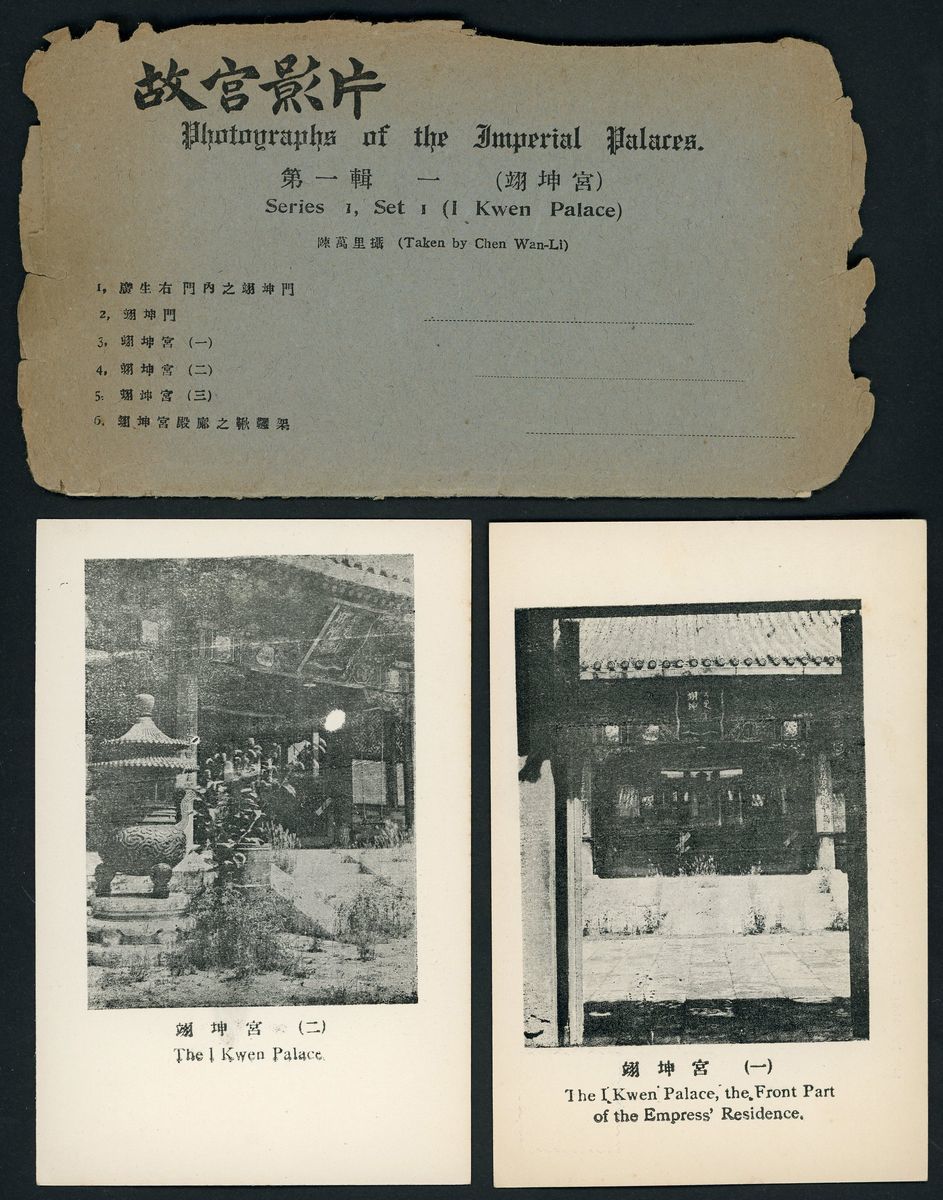 故宮影片
Photographs of the Imperial Palaces.
第一輯 一 (翊坤宮)
Series 1, Set 1 (I Kwen Palace)
陳萬里攝 (Taken by Chen Wan-Li)
1, 廣生右門內之翊坤門
2, 翊坤門
3, 翊坤宮 (一)
4, 翊坤宮 (二)
5. 翊坤宮 (三)
6. 翊坤宮殿廊之鞦韆架
翊坤宮 (二)
The I Kwen Palace
翊坤宮 (一)
The I Kwen Palace, the Front Part
of the Empress' Residence.